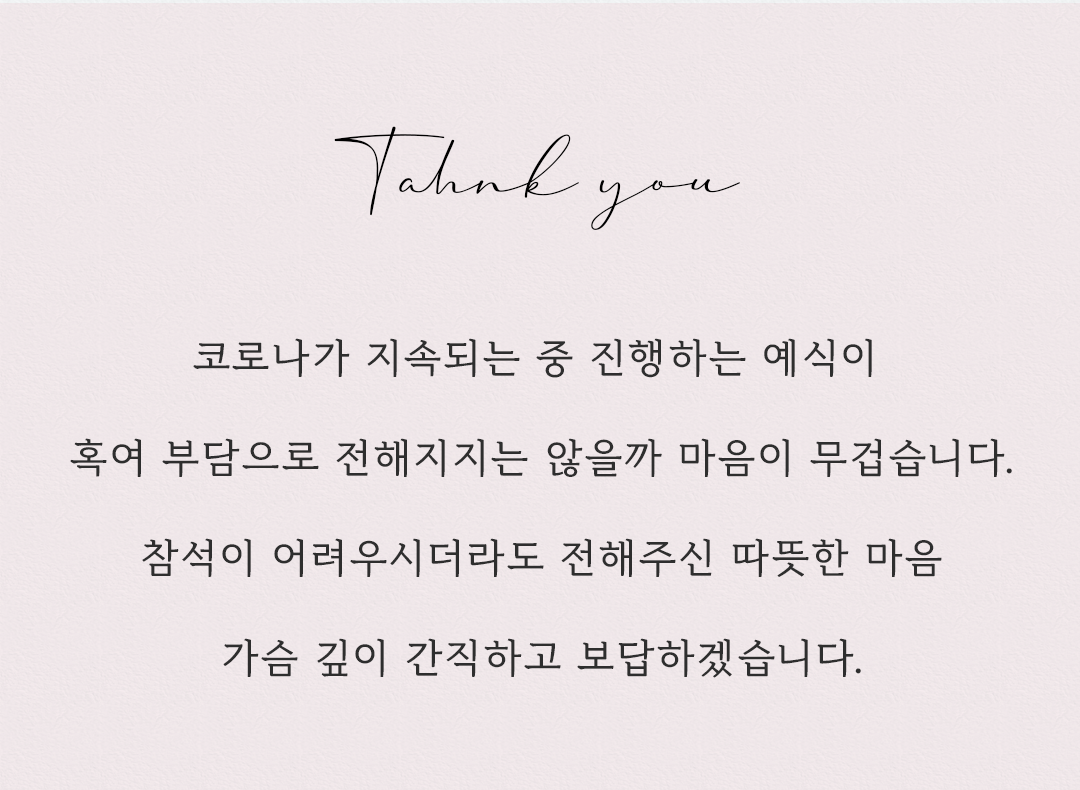 Tahnk you
코로나가 지속되는 중 진행하는 예식이
혹여 부담으로 전해지지는 않을까 마음이 무겁습니다.
참석이 어려우시더라도 전해주신 따뜻한 마음
가슴 깊이 간직하고 보답하겠습니다.